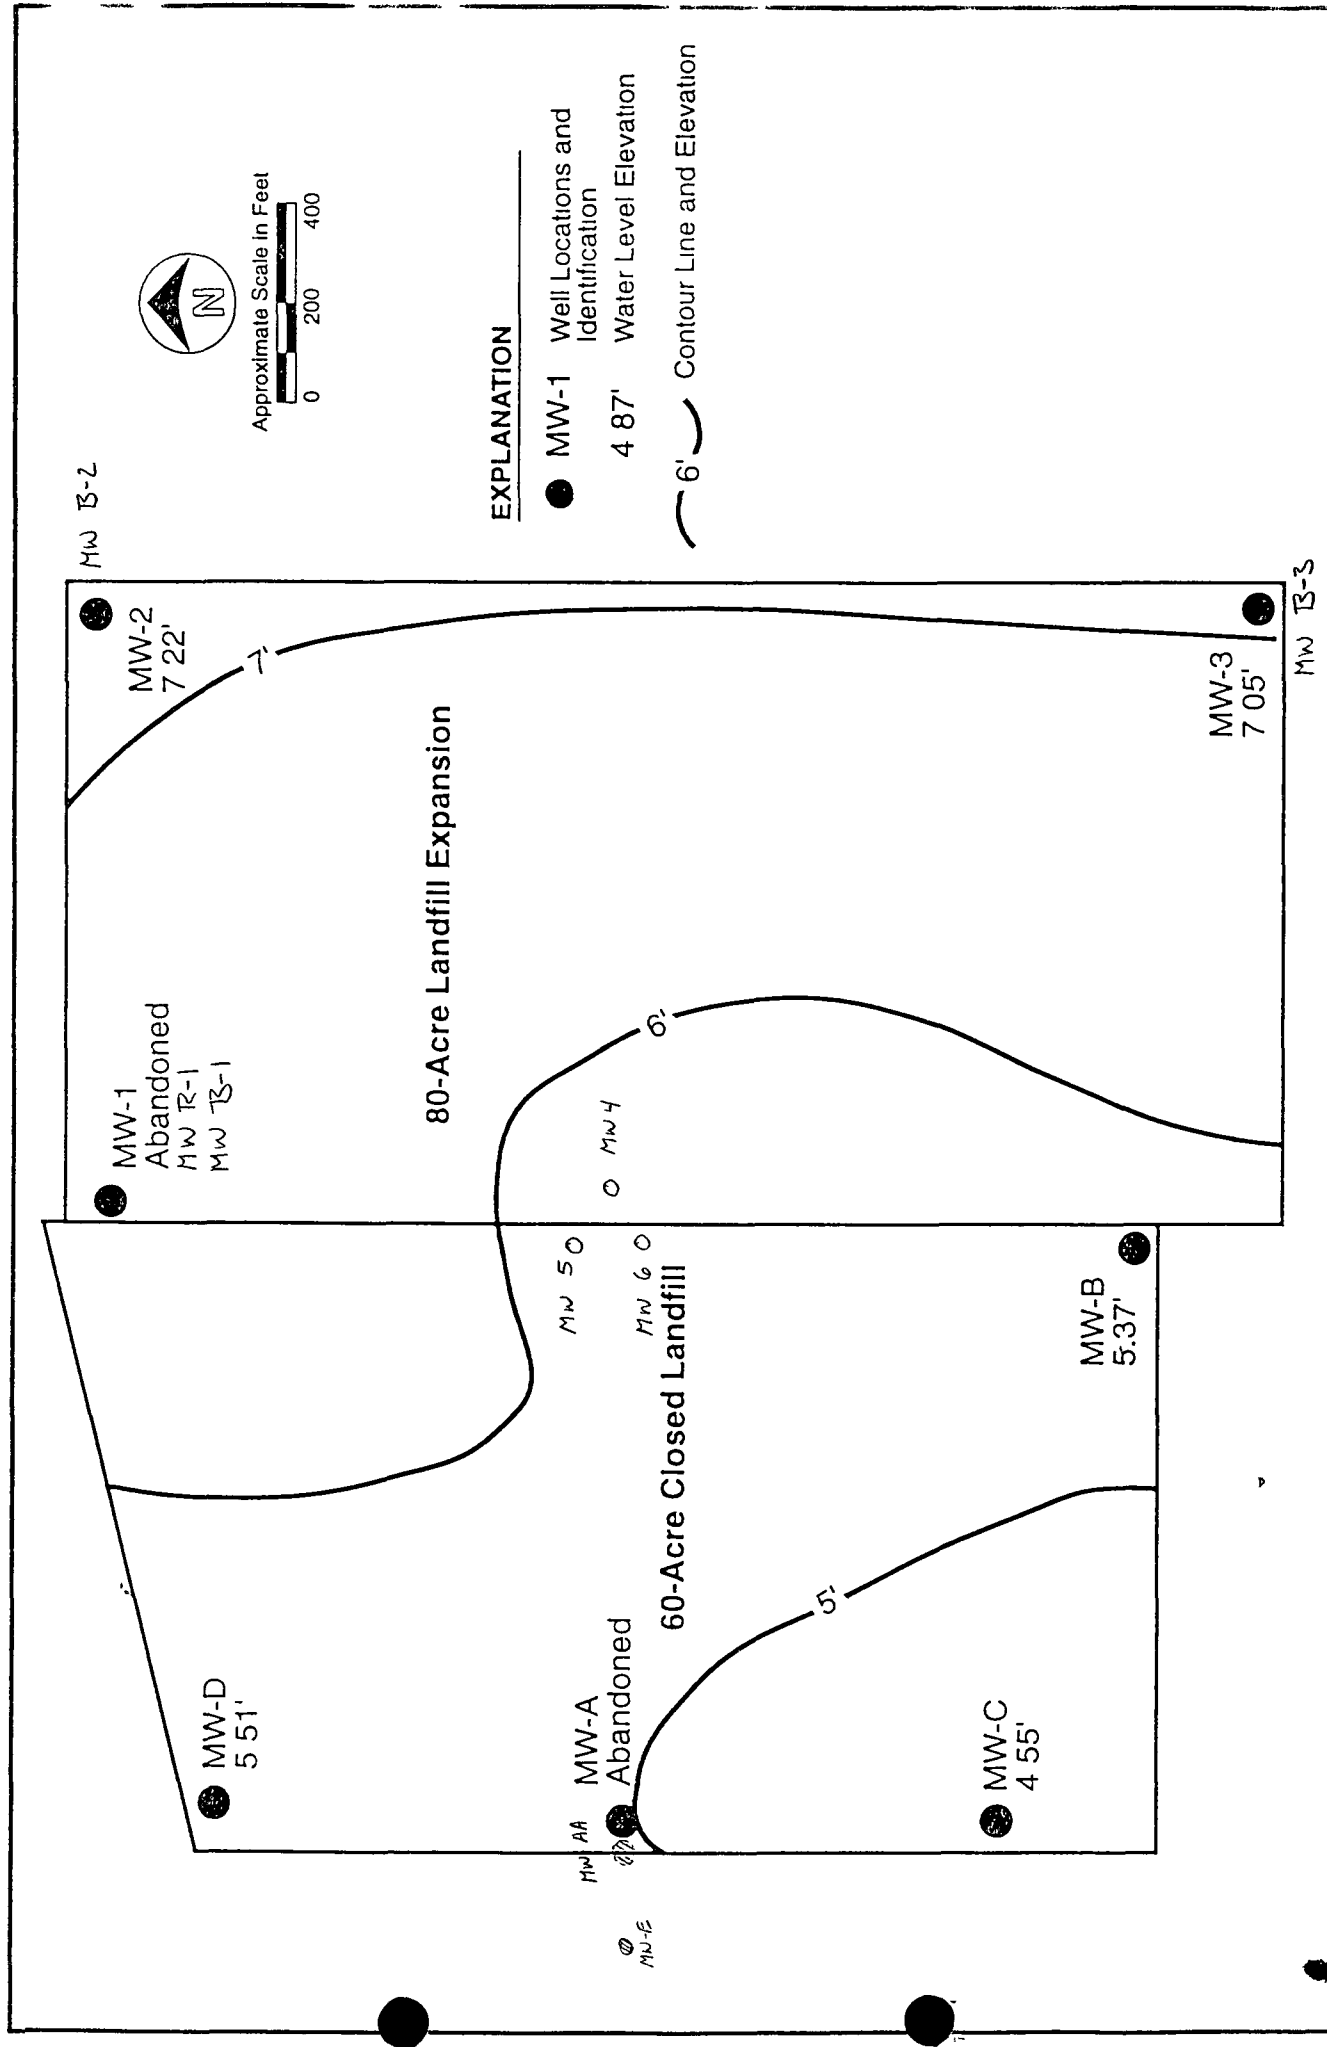 MW B-2
MW-2
7 22'
7'
N
Approximate Scale in Feet
0 200 400
EXPLANATION
MW-1 Well Locations and
Identification
4 87' Water Level Elevation
6' Contour Line and Elevation
MW-1
Abandoned
MW R-1
MW B-1
80-Acre Landfill Expansion
6'
MW 4
MW-3
7 05'
MW B-3
MW 5
MW 6
60-Acre Closed Landfill
MW-B
5.37'
5'
MW-D
5 51'
MW-A
Abandoned
MW AA
MW-E
MW-C
4 55'